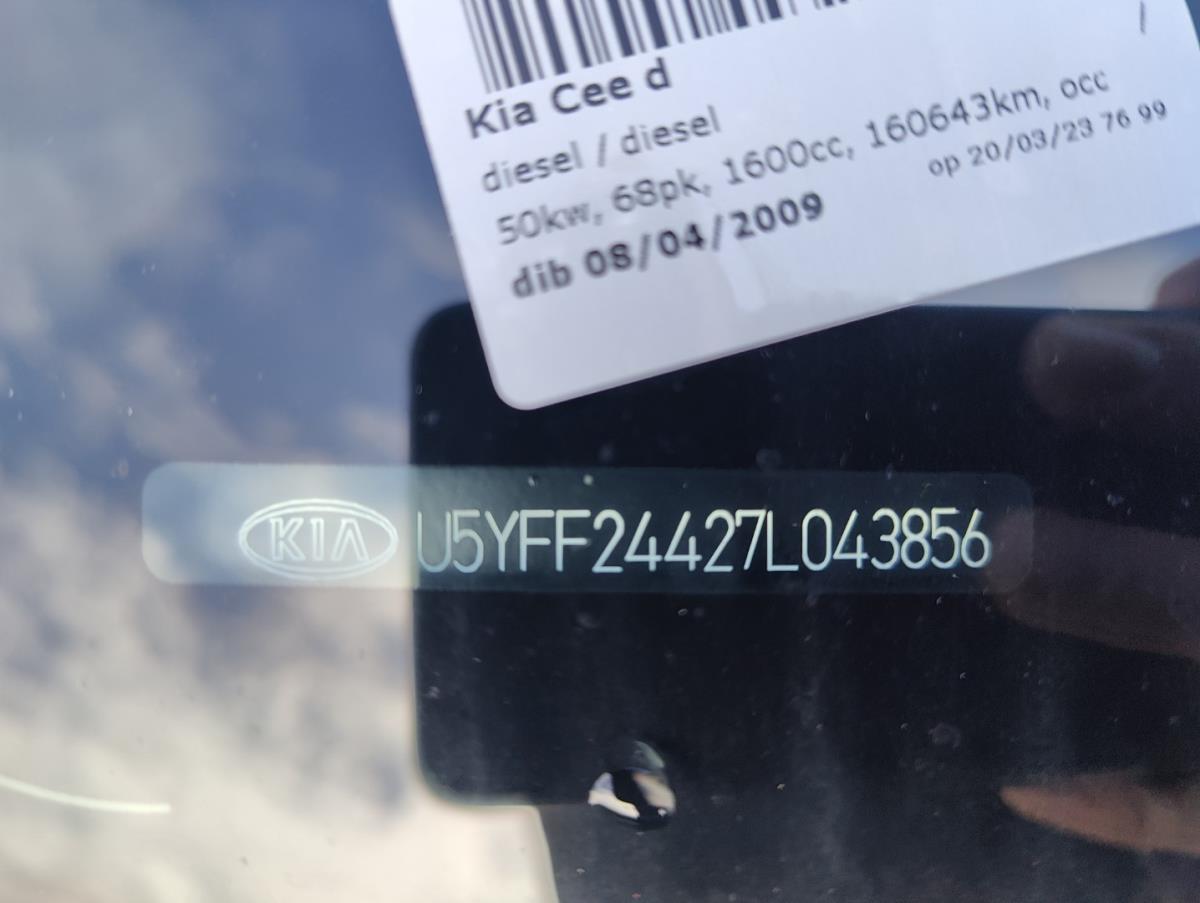 Kia Cee d
diesel / diesel
50kw, 68pk, 1600cc, 160643km, occ
op 20/03/23 76 99
dib 08/04/2009
KIA U5YFF24427L043856